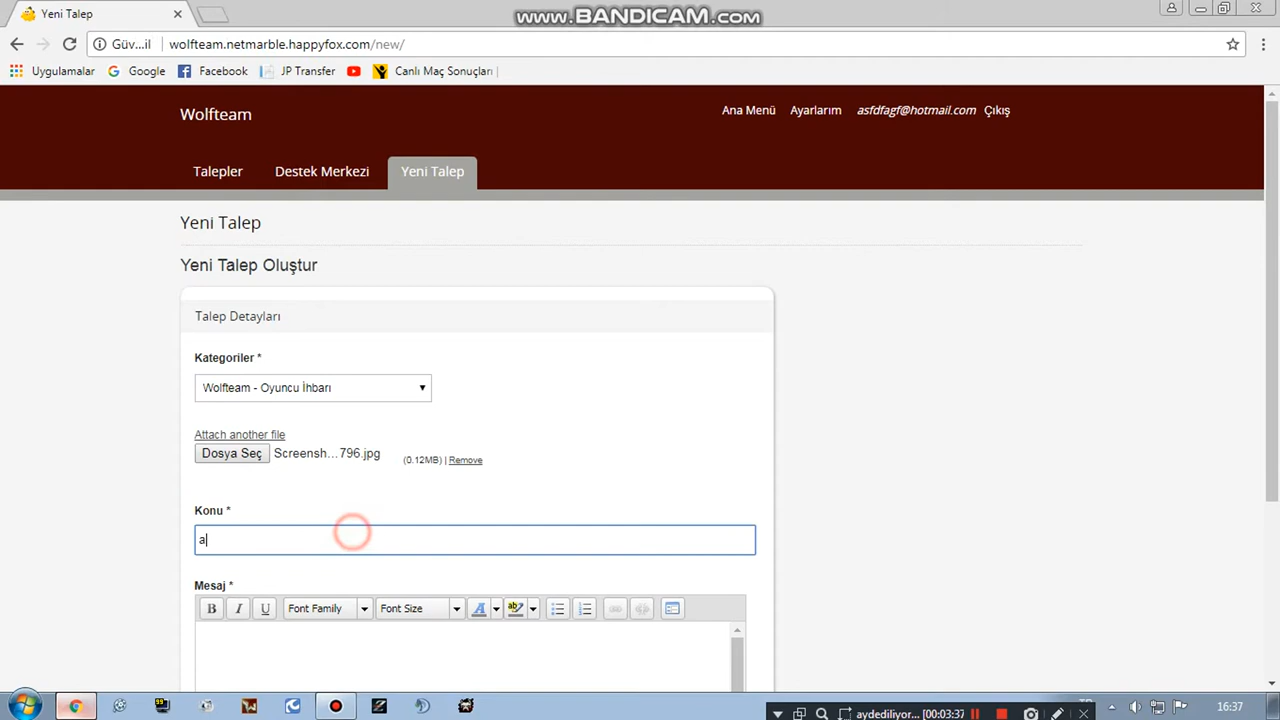 Yeni Talep
www.BANDICAM.com
Güv...il wolfteam.netmarble.happyfox.com/new/
Uygulamalar Google Facebook JP Transfer Canlı Maç Sonuçları
Wolfteam
Ana Menü Ayarlarım asfdfagf@hotmail.com Çıkış
Talepler Destek Merkezi Yeni Talep
Yeni Talep
Yeni Talep Oluştur
Talep Detayları
Kategoriler *
Wolfteam - Oyuncu İhbarı
Attach another file
Dosya Seç Screensh...796.jpg (0.12MB) | Remove
Konu *
a
Mesaj *
B I U Font Family Font Size A ab
aydediliyor... [00:03:37]
16:37